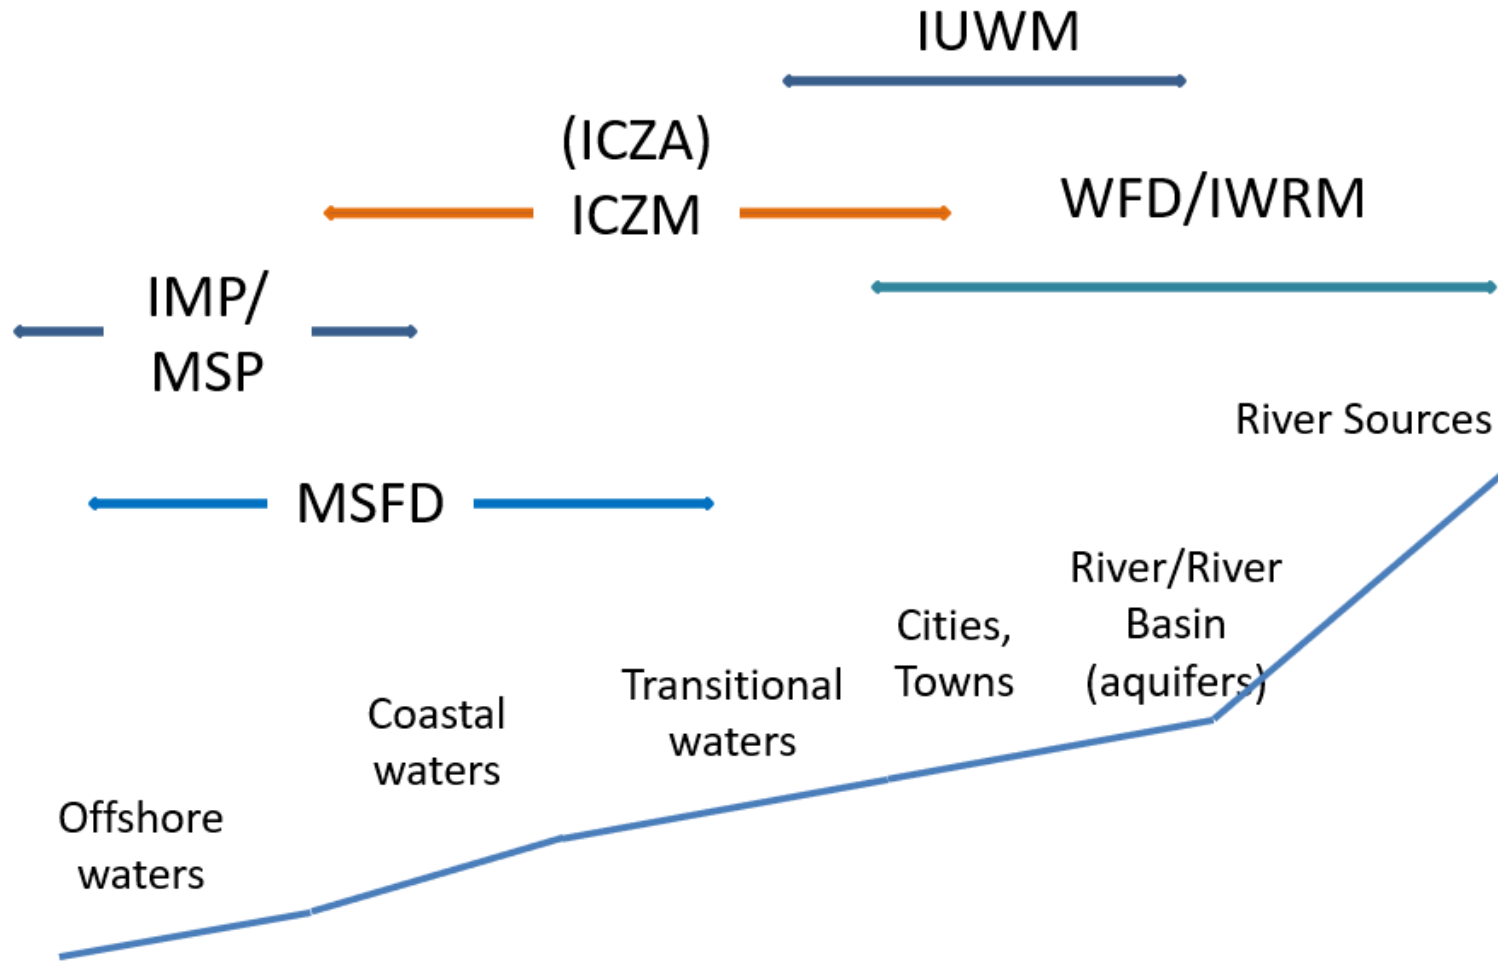 IUWM
(ICZA)
ICZM
WFD/IWRM
IMP/
MSP
River Sources
MSFD
River/River
Basin
(aquifers)
Cities,
Towns
Transitional
waters
Coastal
waters
Offshore
waters